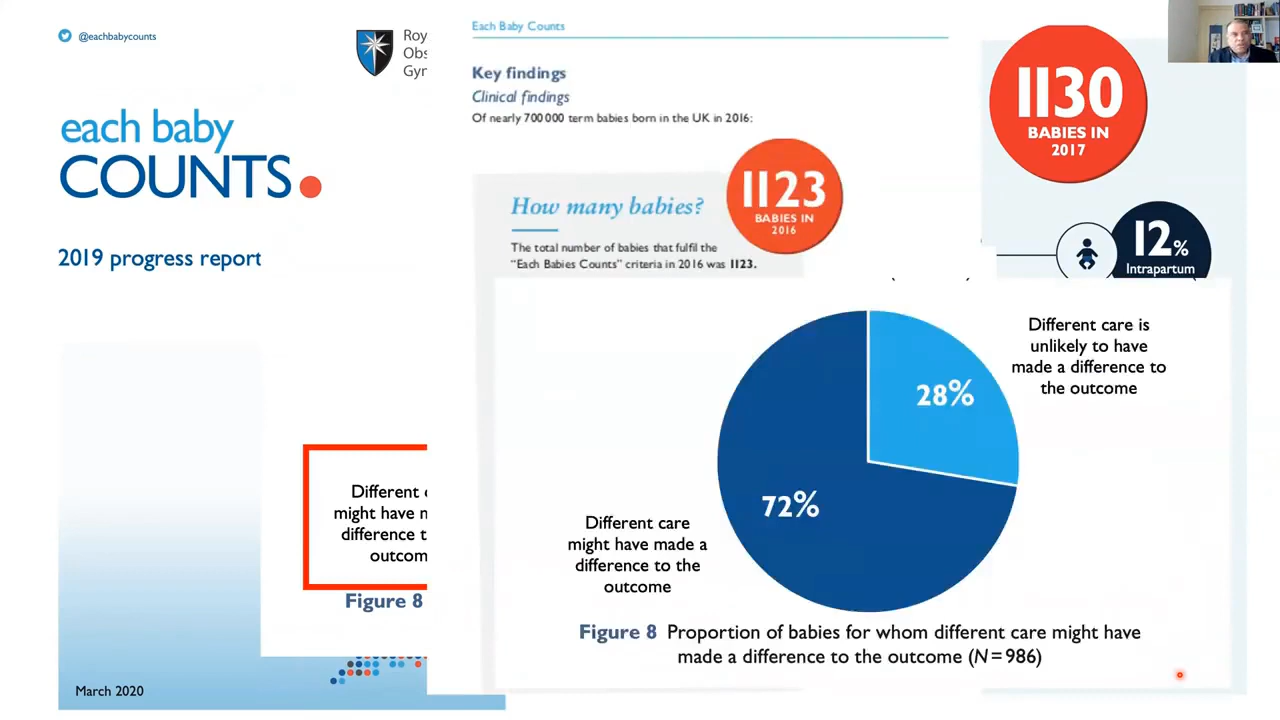 @eachbabycounts
Roy
Obs
Gyn
each baby
COUNTS.
2019 progress report
Different
might have
difference t
outcom
Figure 8
March 2020
Each Baby Counts
Key findings
Clinical findings
Of nearly 700 000 term babies born in the UK in 2016:
How many babies?
The total number of babies that fulfil the
“Each Babies Counts” criteria in 2016 was 1123.
1123
BABIES IN
2016
1130
BABIES IN
2017
12%
Intrapartum
28%
Different care is
unlikely to have
made a difference to
the outcome
72%
Different care
might have made a
difference to the
outcome
Figure 8 Proportion of babies for whom different care might have
made a difference to the outcome (N=986)